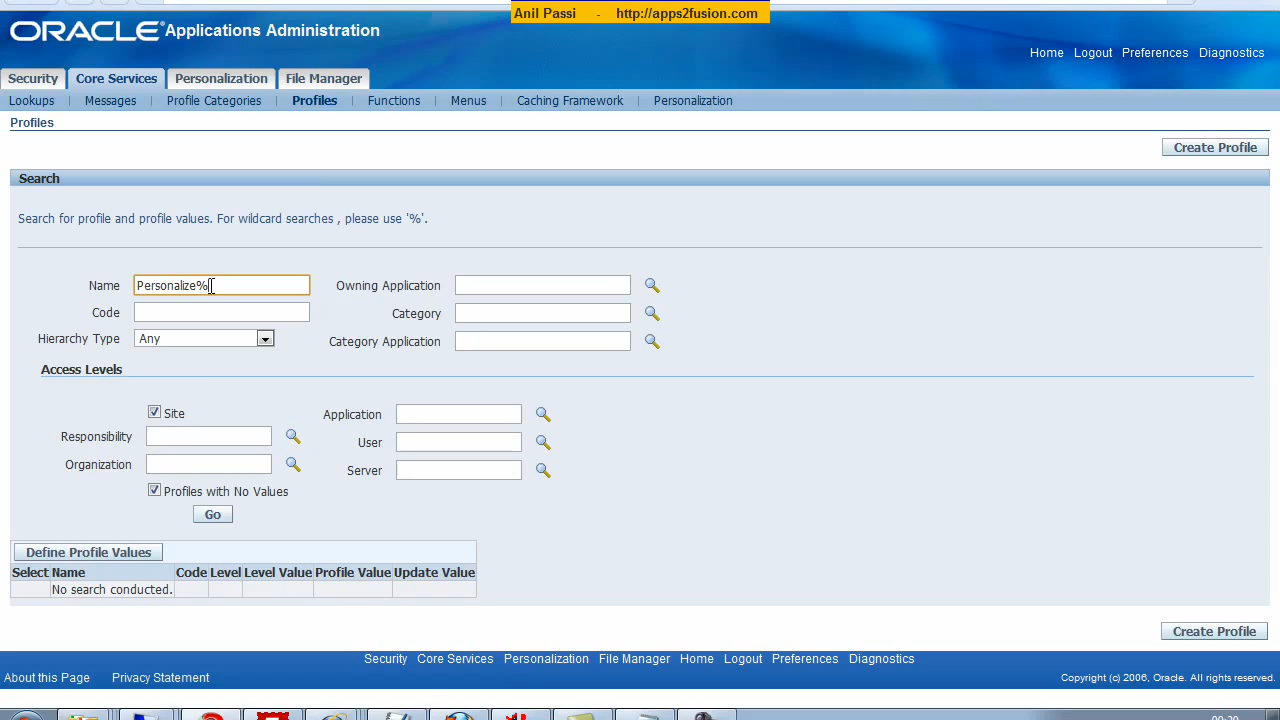 Anil Passi - http://apps2fusion.com
ORACLE Applications Administration
Home Logout Preferences Diagnostics
Security Core Services Personalization File Manager
Lookups | Messages | Profile Categories | Profiles | Functions | Menus | Caching Framework | Personalization
Profiles
Create Profile
Search
Search for profile and profile values. For wildcard searches , please use '%'.
Name Personalize% Owning Application
Code Category
Hierarchy Type Any Category Application
Access Levels
Site Application
Responsibility User
Organization Server
Profiles with No Values
Go
Define Profile Values
Select Name Code Level Level Value Profile Value Update Value
No search conducted.
Create Profile
Security Core Services Personalization File Manager Home Logout Preferences Diagnostics
About this Page Privacy Statement Copyright (c) 2006, Oracle. All rights reserved.